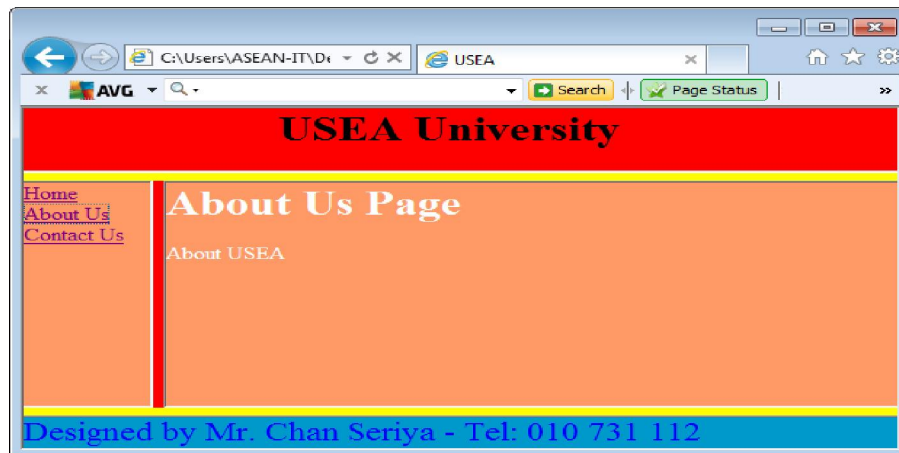 C:\Users\ASEAN-IT\De
USEA
AVG Search Page Status
USEA University
Home
About Us
Contact Us
About Us Page
About USEA
Designed by Mr. Chan Seriya - Tel: 010 731 112